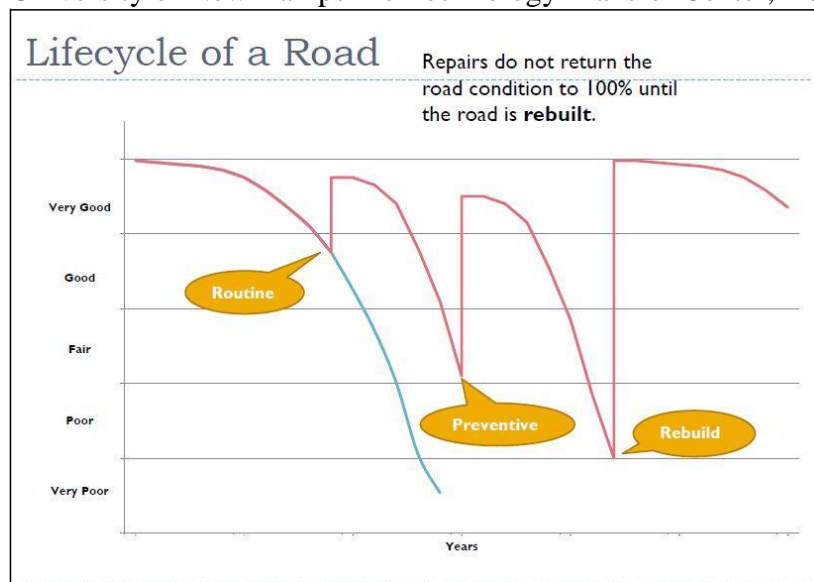 Lifecycle of a Road
Repairs do not return the
road condition to 100% until
the road is rebuilt.
Very Good
Good
Fair
Poor
Very Poor
Routine
Preventive
Rebuild
Years